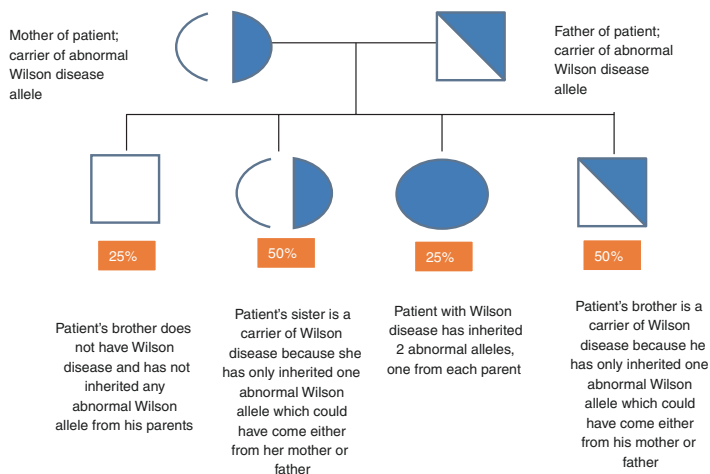 Mother of patient;
carrier of abnormal
Wilson disease
allele
Father of patient;
carrier of abnormal
Wilson disease
allele
25%
50%
25%
50%
Patient's brother does
not have Wilson
disease and has not
inherited any
abnormal Wilson
allele from his parents
Patient's sister is a
carrier of Wilson
disease because she
has only inherited one
abnormal Wilson
allele which could
have come either
from her mother or
father
Patient with Wilson
disease has inherited
2 abnormal alleles,
one from each parent
Patient's brother is a
carrier of Wilson
disease because he
has only inherited one
abnormal Wilson
allele which could
have come either
from his mother or
father